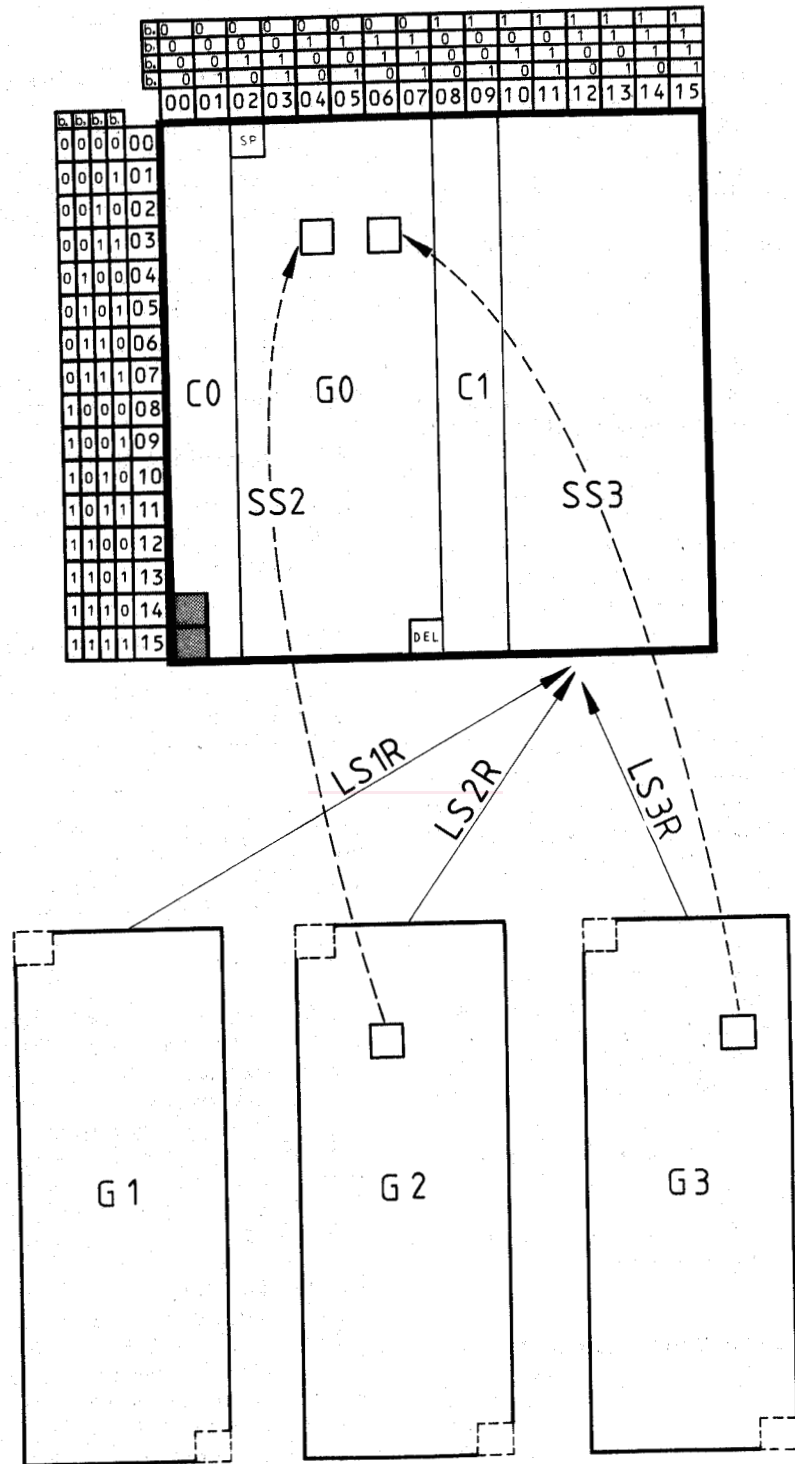 b. 0 0 0 0 0 0 0 0 1 1 1 1 1 1 1 1
b. 0 0 0 0 1 1 1 1 0 0 0 0 1 1 1 1
b. 0 0 1 1 0 0 1 1 0 0 1 1 0 0 1 1
b. 0 1 0 1 0 1 0 1 0 1 0 1 0 1 0 1
00 01 02 03 04 05 06 07 08 09 10 11 12 13 14 15
b. b. b. b.
0 0 0 0 00 SP
0 0 0 1 01
0 0 1 0 02
0 0 1 1 03
0 1 0 0 04
0 1 0 1 05
0 1 1 0 06
0 1 1 1 07
C0 G0 C1
1 0 0 0 08
1 0 0 1 09
1 0 1 0 10
1 0 1 1 11
SS2 SS3
1 1 0 0 12
1 1 0 1 13
1 1 1 0 14
1 1 1 1 15 DEL
LS1R LS2R LS3R
G1 G2 G3